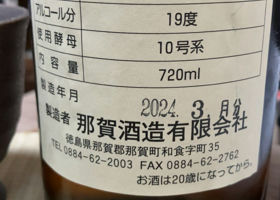 アルコール分 19度
使用酵母 10号系
内容量 720ml
製造年月
2024. 3 月分
製造者 那賀酒造有限会社
徳島県那賀郡那賀町和食字町35
TEL 0884-62-2003 FAX 0884-62-2762
お酒は20歳になってから。